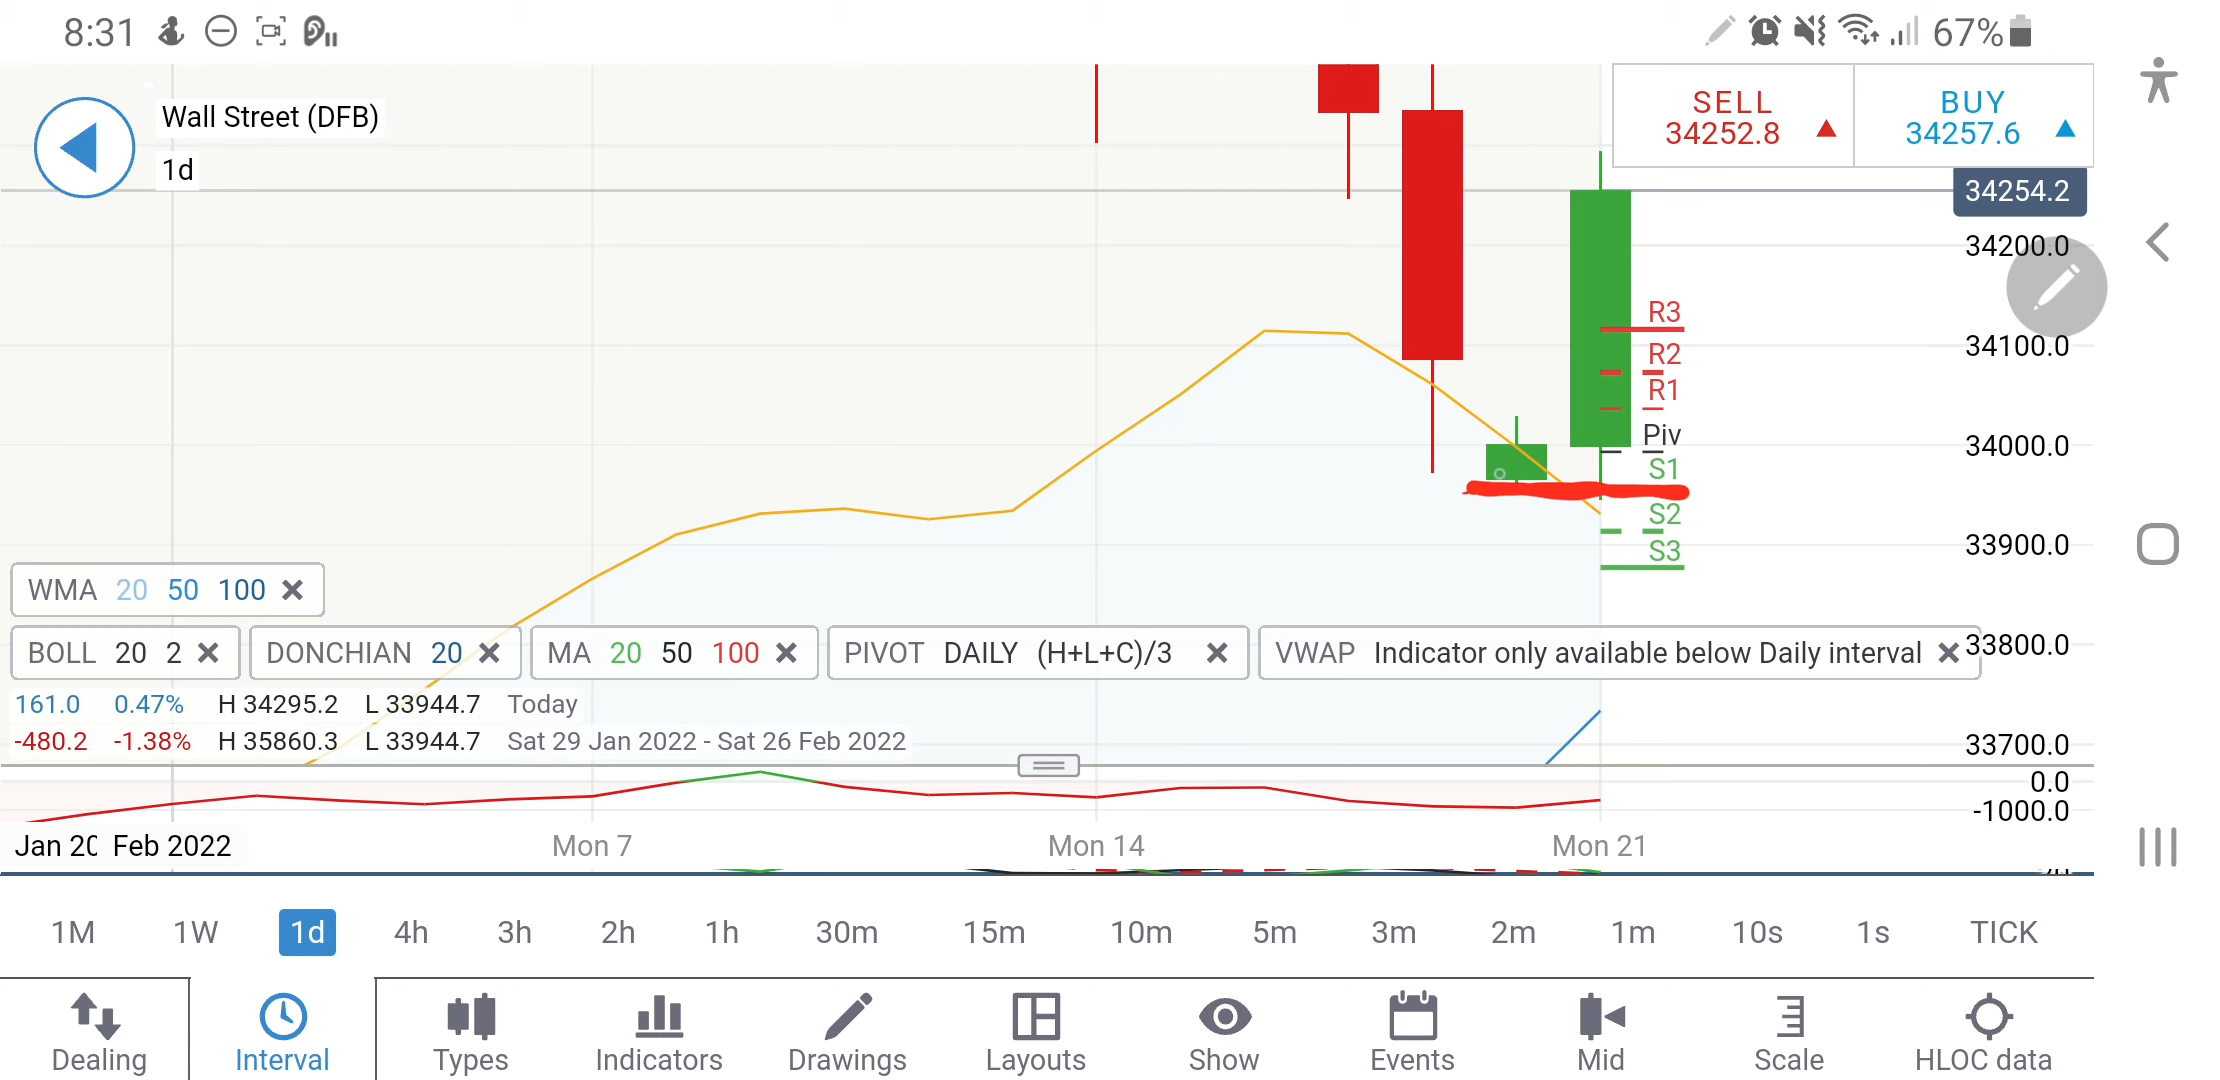 8:31
67%
Wall Street (DFB)
1d
SELL
34252.8
BUY
34257.6
34254.2
34200.0
R3
34100.0
R2
R1
Piv
34000.0
S1
S2
33900.0
S3
WMA 20 50 100
BOLL 20 2
DONCHIAN 20
MA 20 50 100
PIVOT DAILY (H+L+C)/3
VWAP Indicator only available below Daily interval
33800.0
161.0 0.47% H 34295.2 L 33944.7 Today
-480.2 -1.38% H 35860.3 L 33944.7 Sat 29 Jan 2022 - Sat 26 Feb 2022
33700.0
0.0
-1000.0
Jan 20 Feb 2022 Mon 7 Mon 14 Mon 21
1M 1W 1d 4h 3h 2h 1h 30m 15m 10m 5m 3m 2m 1m 10s 1s TICK
Dealing Interval Types Indicators Drawings Layouts Show Events Mid Scale HLOC data